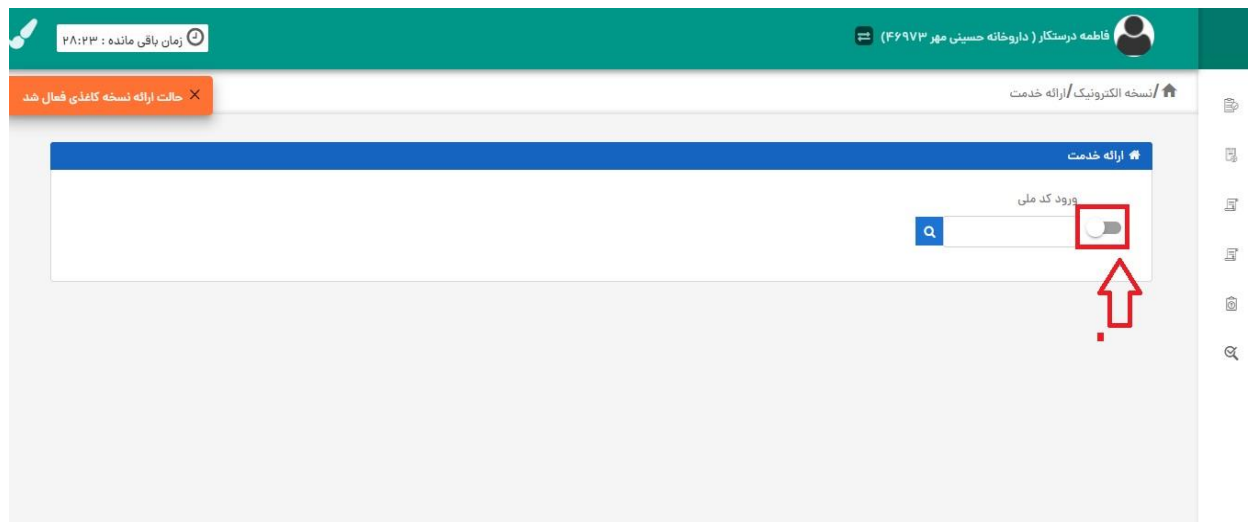 فاطمه درستکار ( داروخانه حسینی مهر ۴۶۹۷۳)
زمان باقی مانده : ۲۸:۲۳
/نسخه الکترونیک/ارائه خدمت
حالت ارائه نسخه کاغذی فعال شد
ارائه خدمت
ورود کد ملی